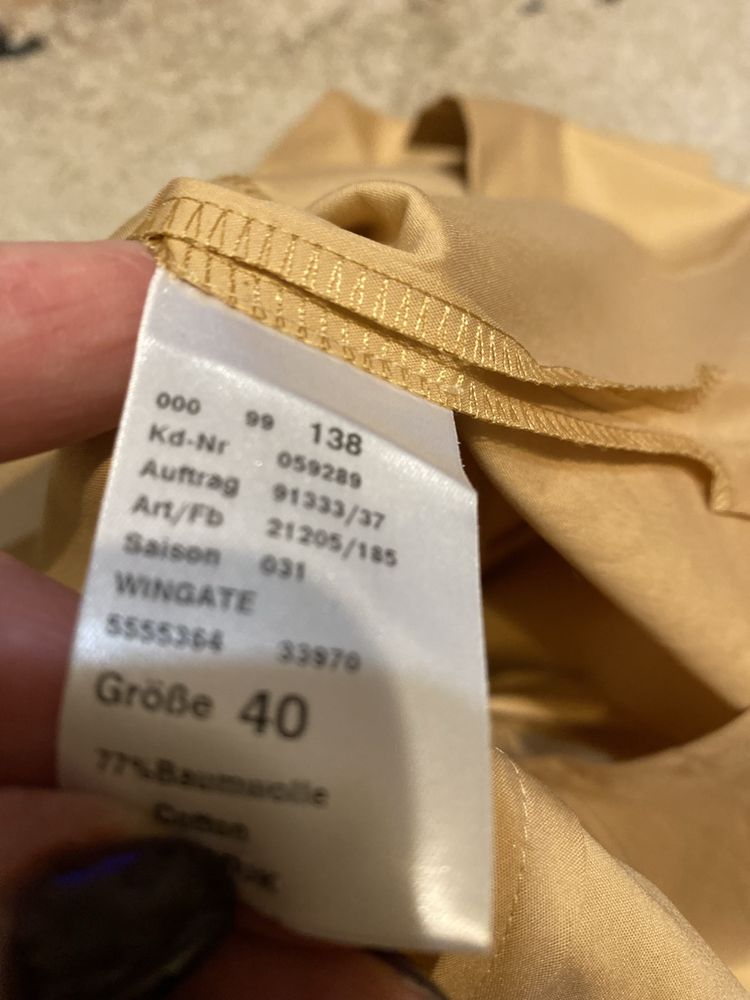 000 99 138
Kd-Nr 059289
Auftrag 91333/37
Art/Fb 21205/185
Saison 031
WINGATE
5555364 33970
Größe 40
77%Baumwolle
Cotton